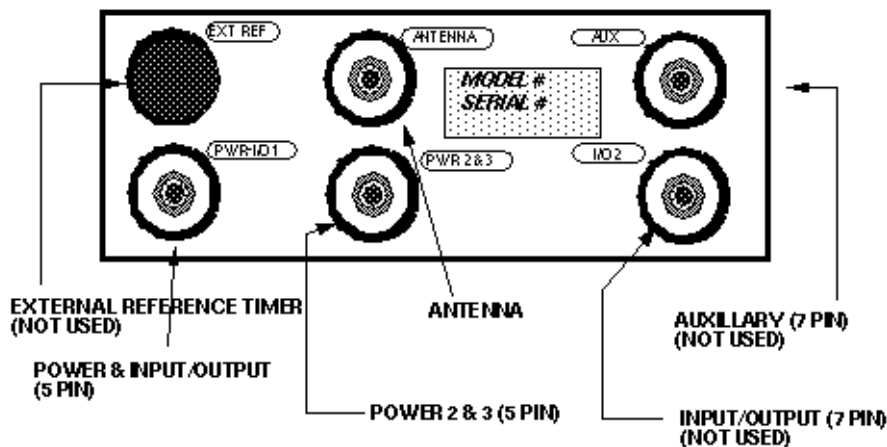 EXT REF
ANTENNA
AUX
MODEL #
SERIAL #
PWR-I/O1
PWR 2&3
I/O2
EXTERNAL REFERENCE TIMER
(NOT USED)
ANTENNA
AUXILLARY (7 PIN)
(NOT USED)
POWER & INPUT/OUTPUT
(5 PIN)
POWER 2 & 3 (5 PIN)
INPUT/OUTPUT (7 PIN)
(NOT USED)